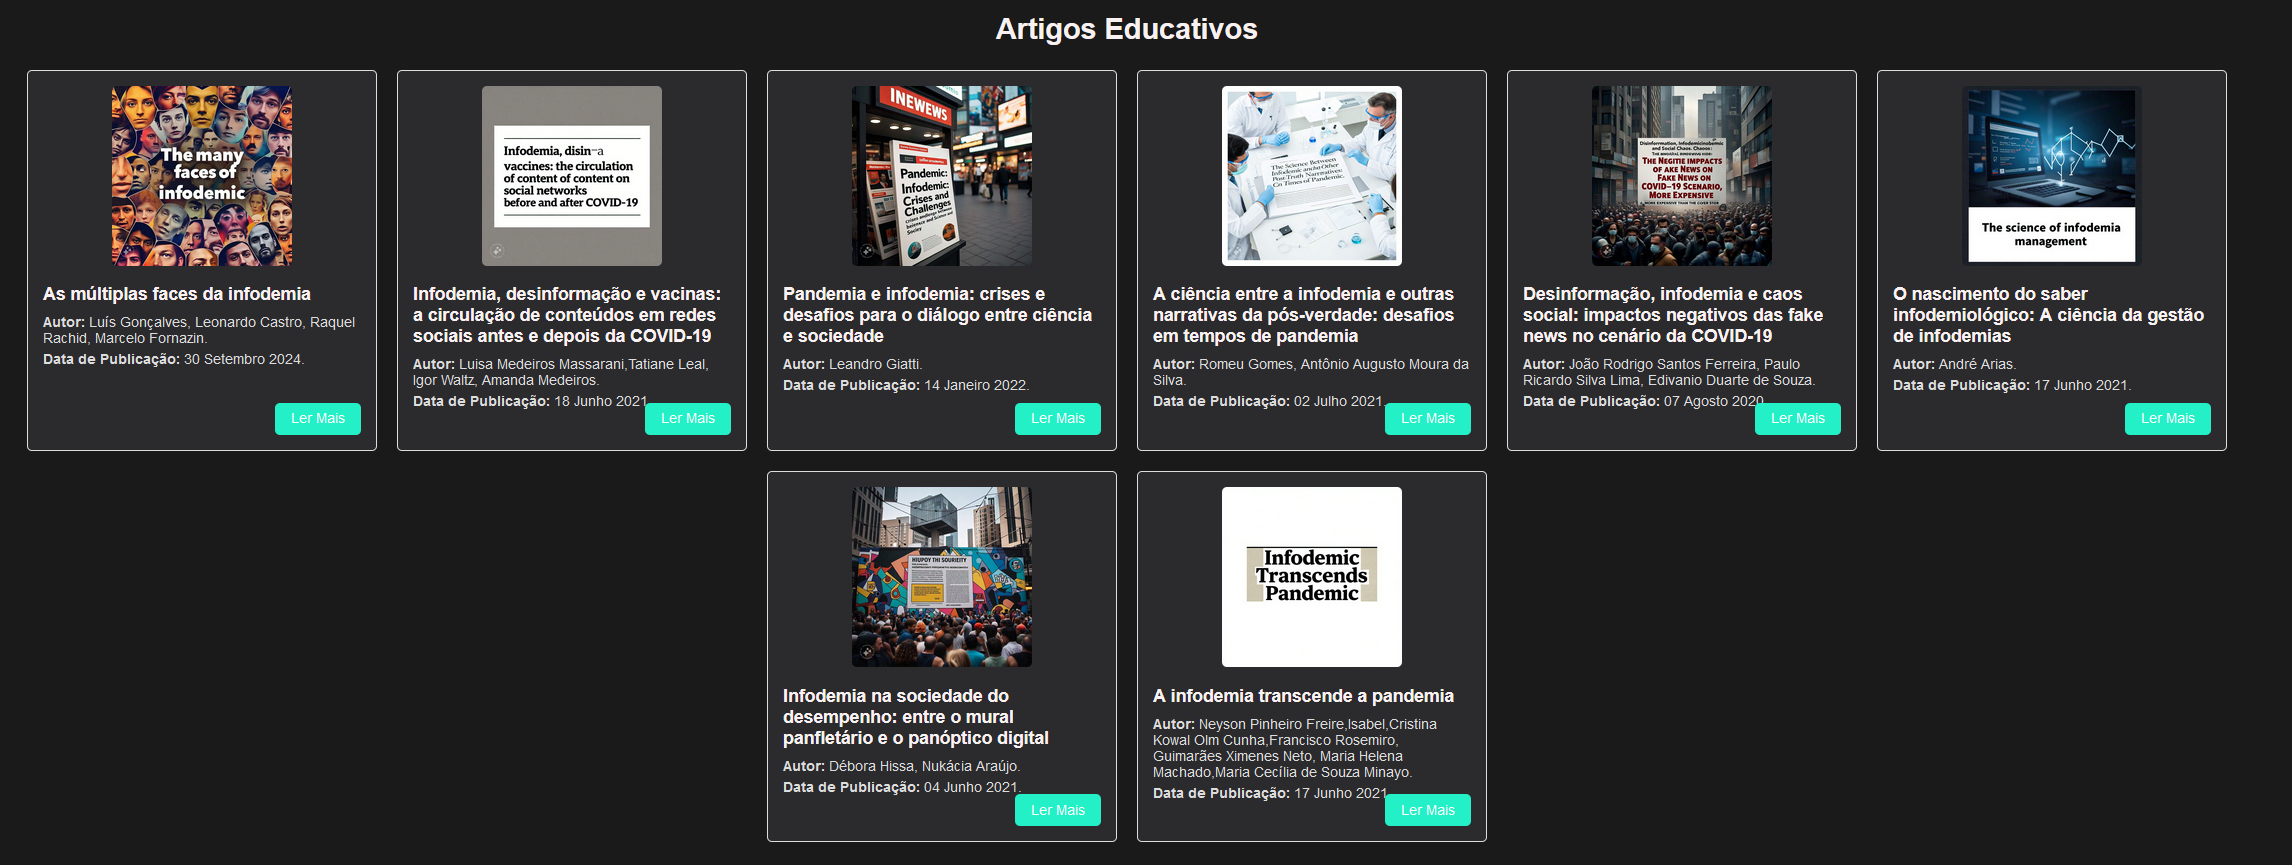 Artigos Educativos
The many
faces of
infodemic
As múltiplas faces da infodemia
Autor: Luís Gonçalves, Leonardo Castro, Raquel
Rachid, Marcelo Fornazin.
Data de Publicação: 30 Setembro 2024.
Ler Mais
Infodemia, disin—a
vaccines: the circulation
content of content on
social networks
before and after COVID-19
Infodemia, desinformação e vacinas:
a circulação de conteúdos em redes
sociais antes e depois da COVID-19
Autor: Luisa Medeiros Massarani,Tatiane Leal,
Igor Waltz, Amanda Medeiros.
Data de Publicação: 18 Junho 2021.
Ler Mais
INEWEWS
Pandemic:
Infodemic:
Crises and
Challenges
Pandemia e infodemia: crises e
desafios para o diálogo entre ciência
e sociedade
Autor: Leandro Giatti.
Data de Publicação: 14 Janeiro 2022.
Ler Mais
The Science Between
Infodemic and Other
Post-Truth Narratives:
Cn Times of Pandemic.
A ciência entre a infodemia e outras
narrativas da pós-verdade: desafios
em tempos de pandemia
Autor: Romeu Gomes, Antônio Augusto Moura da
Silva.
Data de Publicação: 02 Julho 2021.
Ler Mais
and Social Chaos. Chaoos:
The Negitie imppacts
of ake News on
Fake News on
COVID-19 Scenario,
More Expensive
Desinformação, infodemia e caos
social: impactos negativos das fake
news no cenário da COVID-19
Autor: João Rodrigo Santos Ferreira, Paulo
Ricardo Silva Lima, Edivanio Duarte de Souza.
Data de Publicação: 07 Agosto 2020.
Ler Mais
The science of infodemia
management
O nascimento do saber
infodemiológico: A ciência da gestão
de infodemias
Autor: André Arias.
Data de Publicação: 17 Junho 2021.
Ler Mais
HIUPOY THI SOURICITY
Infodemia na sociedade do
desempenho: entre o mural
panfletário e o panóptico digital
Autor: Débora Hissa, Nukácia Araújo.
Data de Publicação: 04 Junho 2021.
Ler Mais
Infodemic
Transcends
Pandemic
A infodemia transcende a pandemia
Autor: Neyson Pinheiro Freire,Isabel,Cristina
Kowal Olm Cunha,Francisco Rosemiro,
Guimarães Ximenes Neto, Maria Helena
Machado,Maria Cecília de Souza Minayo.
Data de Publicação: 17 Junho 2021.
Ler Mais